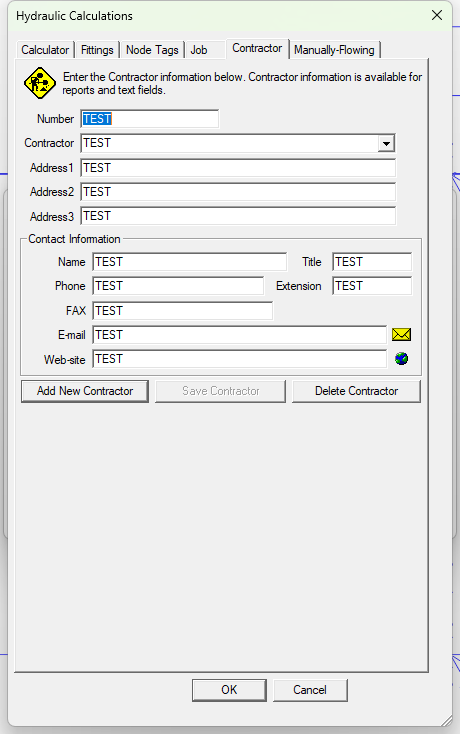 Hydraulic Calculations
Calculator Fittings Node Tags Job Contractor Manually-Flowing
Enter the Contractor information below. Contractor information is available for
reports and text fields.
Number TEST
Contractor TEST
Address1 TEST
Address2 TEST
Address3 TEST
Contact Information
Name TEST Title TEST
Phone TEST Extension TEST
FAX TEST
E-mail TEST
Web-site TEST
Add New Contractor Save Contractor Delete Contractor
OK Cancel